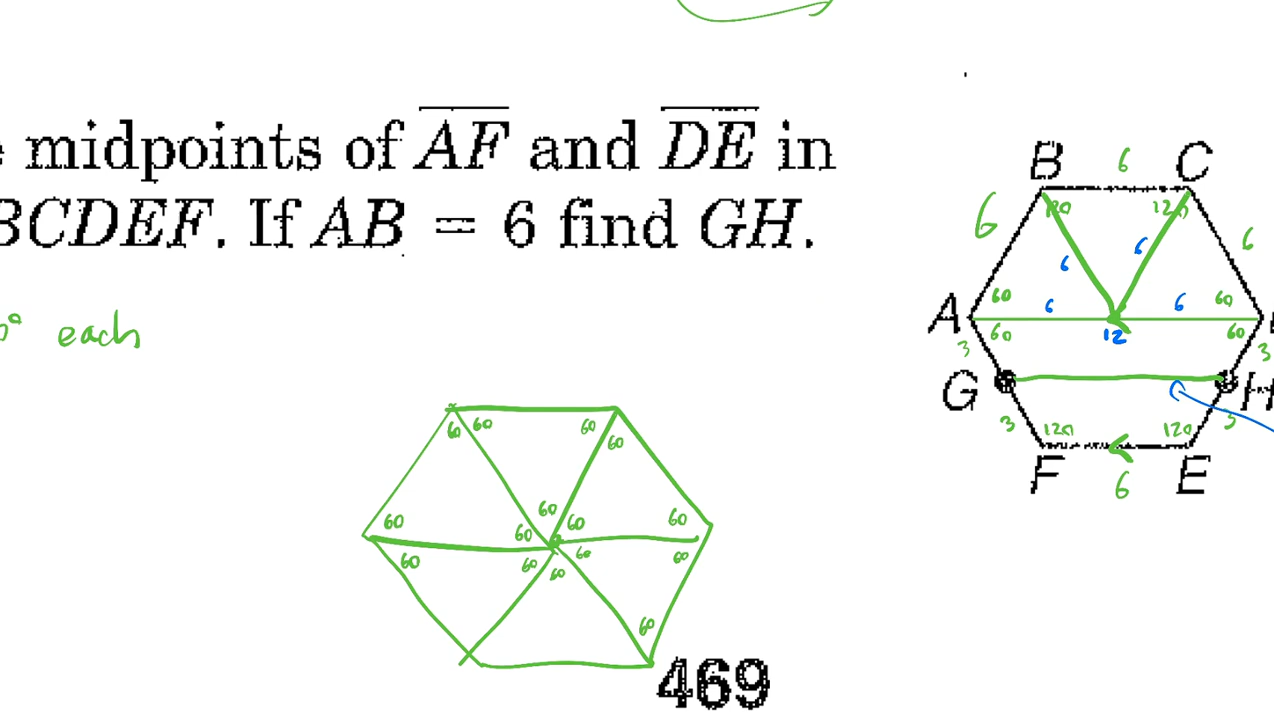 midpoints of AF and DE in
BCDEF. If AB = 6 find GH.
each
B 6 C
120 120
6 6
6 6
A 60 6 6 60
60 12 60
3 3
G H
3 120 120 3
F 6 E
60 60 60
60
60 60 60 60
60 60
60 60 60 60
60
469